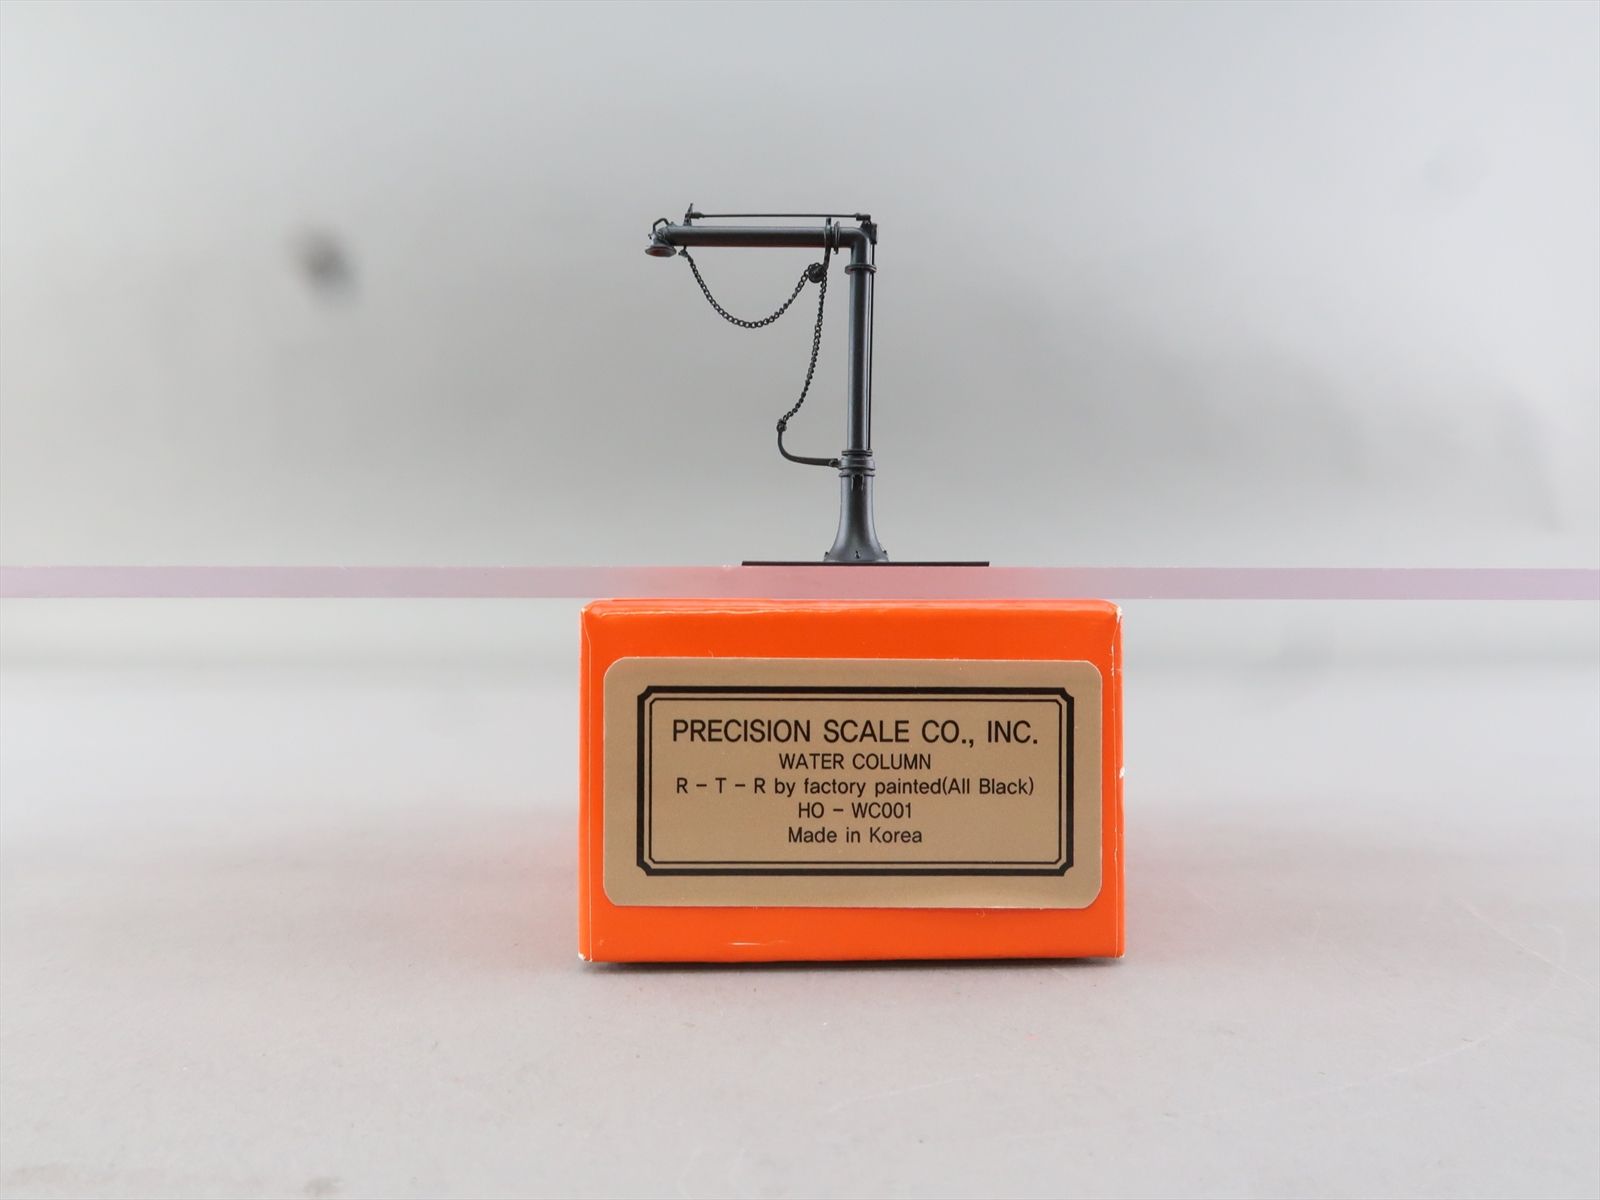 PRECISION SCALE CO., INC.
WATER COLUMN
R - T - R by factory painted(All Black)
HO - WC001
Made in Korea